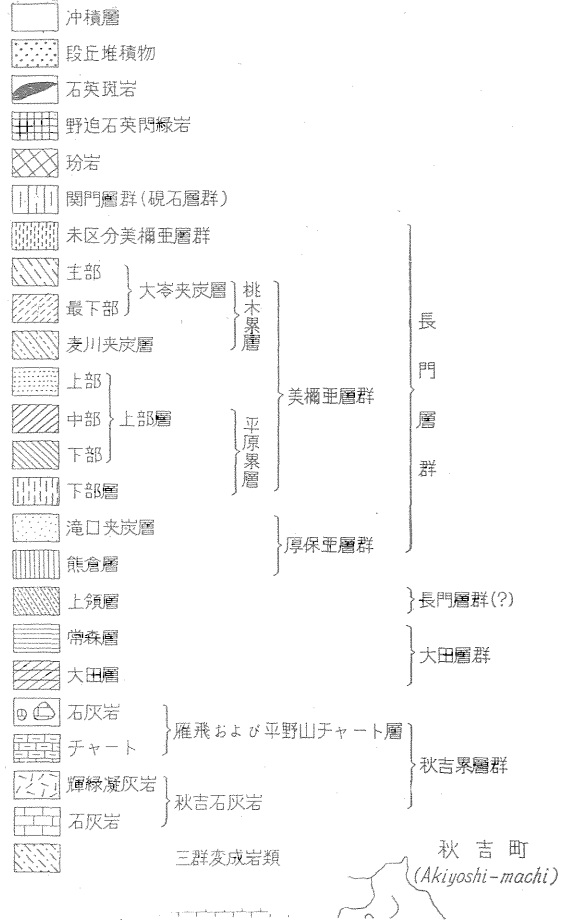 沖積層
段丘堆積物
石英斑岩
野迫石英閃緑岩
玢岩
関門層群(硯石層群)
未区分美禰亜層群
主部
最下部
大嶺夾炭層
麦川夾炭層
桃木累層
上部
中部
下部
上部層
下部層
平原累層
美禰亜層群
滝口夾炭層
熊倉層
厚保亜層群
長門層群
上領層
長門層群(?)
常森層
大田層
大田層群
石灰岩
チャート
雁飛および平野山チャート層
輝緑凝灰岩
石灰岩
秋吉石灰岩
秋吉累層群
三群変成岩類
秋吉町
(Akiyoshi-machi)